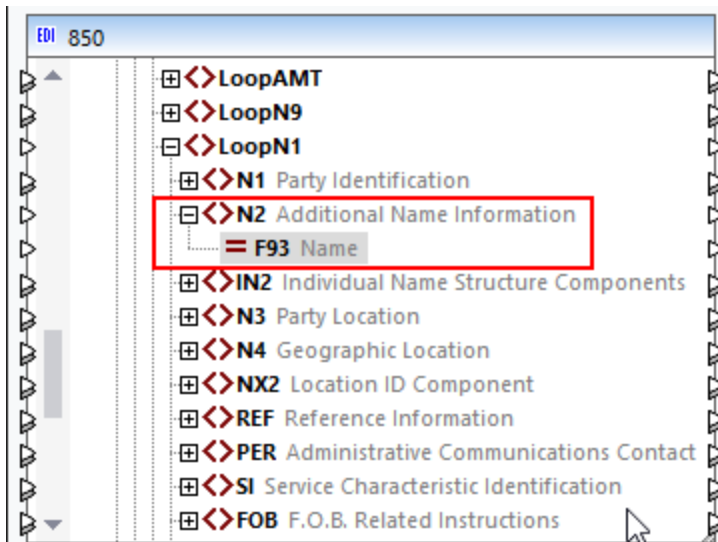 EDI 850
LoopAMT
LoopN9
LoopN1
N1 Party Identification
N2 Additional Name Information
F93 Name
IN2 Individual Name Structure Components
N3 Party Location
N4 Geographic Location
NX2 Location ID Component
REF Reference Information
PER Administrative Communications Contact
SI Service Characteristic Identification
FOB F.O.B. Related Instructions